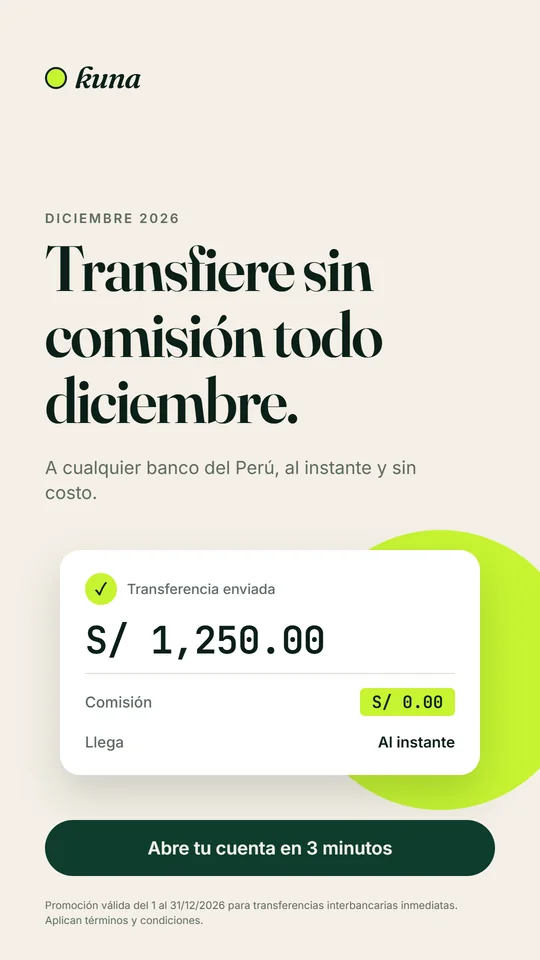 kuna
DICIEMBRE 2026
Transfiere sin
comisión todo
diciembre.
A cualquier banco del Perú, al instante y sin
costo.
✓ Transferencia enviada
S/ 1,250.00
Comisión S/ 0.00
Llega Al instante
Abre tu cuenta en 3 minutos
Promoción válida del 1 al 31/12/2026 para transferencias interbancarias inmediatas.
Aplican términos y condiciones.